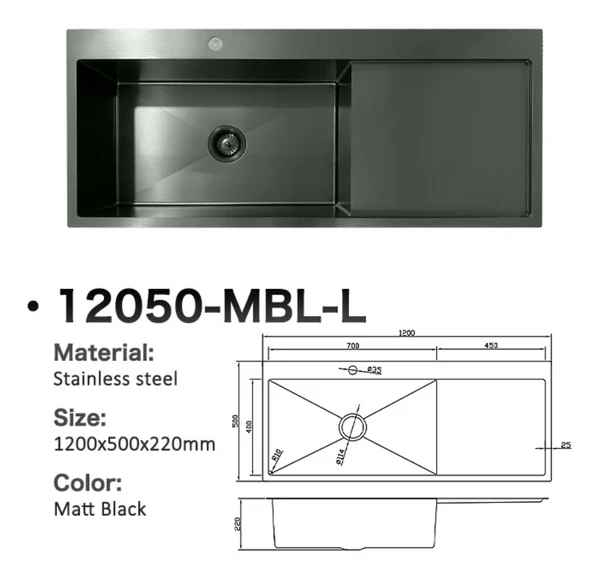 • 12050-MBL-L
Material:
Stainless steel
Size:
1200x500x220mm
Color:
Matt Black
1200
700 450
ø35
500
400
R10
ø114
25
220